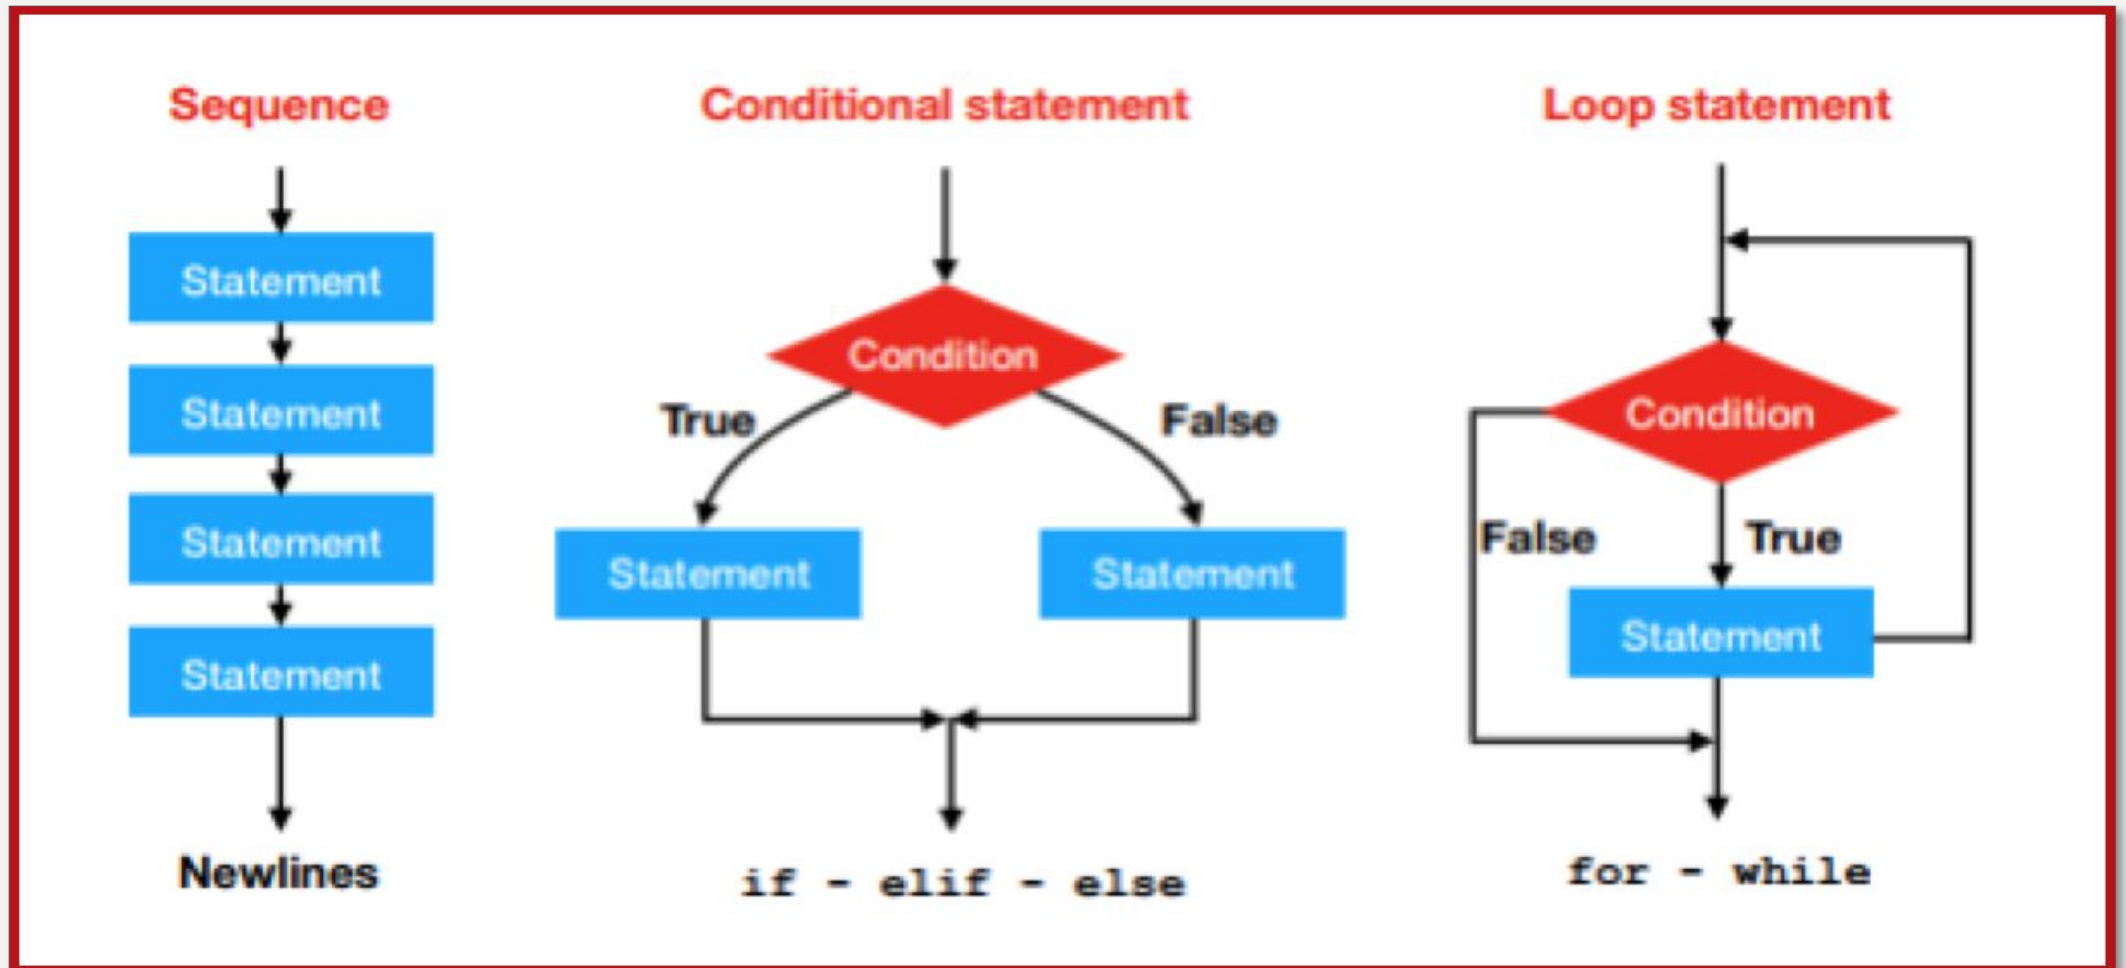 Sequence
Statement
Statement
Statement
Statement
Newlines
Conditional statement
Condition
True
False
Statement
Statement
if - elif - else
Loop statement
Condition
False
True
Statement
for - while